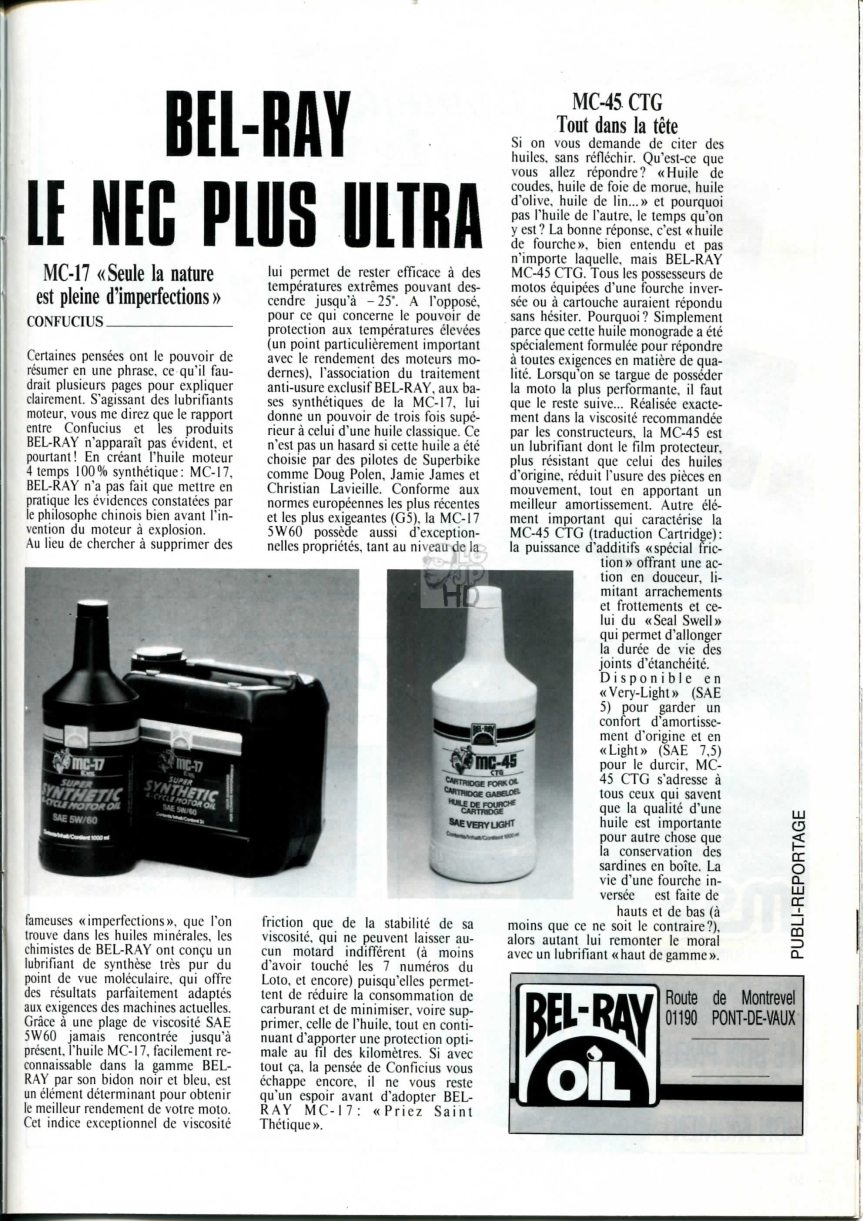 BEL-RAY
LE NEC PLUS ULTRA
MC-17 «Seule la nature
est pleine d'imperfections»
CONFUCIUS
Certaines pensées ont le pouvoir de
résumer en une phrase, ce qu'il fau-
drait plusieurs pages pour expliquer
clairement. S'agissant des lubrifiants
moteur, vous me direz que le rapport
entre Confucius et les produits
BEL-RAY n'apparaît pas évident, et
pourtant! En créant l'huile moteur
4 temps 100% synthétique: MC-17,
BEL-RAY n'a pas fait que mettre en
pratique les évidences constatées par
le philosophe chinois bien avant l'in-
vention du moteur à explosion.
Au lieu de chercher à supprimer des
fameuses «imperfections», que l'on
trouve dans les huiles minérales, les
chimistes de BEL-RAY ont conçu un
lubrifiant de synthèse très pur du
point de vue moléculaire, qui offre
des résultats parfaitement adaptés
aux exigences des machines actuelles.
Grâce à une plage de viscosité SAE
5W60 jamais rencontrée jusqu'à
présent, l'huile MC-17, facilement re-
connaissable dans la gamme BEL-
RAY par son bidon noir et bleu, est
un élément déterminant pour obtenir
le meilleur rendement de votre moto.
Cet indice exceptionnel de viscosité
lui permet de rester efficace à des
températures extrêmes pouvant des-
cendre jusqu'à – 25°. A l'opposé,
pour ce qui concerne le pouvoir de
protection aux températures élevées
(un point particulièrement important
avec le rendement des moteurs mo-
dernes), l'association du traitement
anti-usure exclusif BEL-RAY, aux ba-
ses synthétiques de la MC-17, lui
donne un pouvoir de trois fois supé-
rieur à celui d'une huile classique. Ce
n'est pas un hasard si cette huile a été
choisie par des pilotes de Superbike
comme Doug Polen, Jamie James et
Christian Lavieille. Conforme aux
normes européennes les plus récentes
et les plus exigeantes (G5), la MC-17
5W60 possède aussi d'exception-
nelles propriétés, tant au niveau de la
friction que de la stabilité de sa
viscosité, qui ne peuvent laisser au-
cun motard indifférent (à moins
d'avoir touché les 7 numéros du
Loto, et encore) puisqu'elles permet-
tent de réduire la consommation de
carburant et de minimiser, voire sup-
primer, celle de l'huile, tout en conti-
nuant d'apporter une protection opti-
male au fil des kilomètres. Si avec
tout ça, la pensée de Conficius vous
échappe encore, il ne vous reste
qu'un espoir avant d'adopter BEL-
RAY MC-17: «Priez Saint
Thétique».
MC-45 CTG
Tout dans la tête
Si on vous demande de citer des
huiles, sans réfléchir. Qu'est-ce que
vous allez répondre? «Huile de
coudes, huile de foie de morue, huile
d'olive, huile de lin...» et pourquoi
pas l'huile de l'autre, le temps qu'on
y est? La bonne réponse, c'est «huile
de fourche», bien entendu et pas
n'importe laquelle, mais BEL-RAY
MC-45 CTG. Tous les possesseurs de
motos équipées d'une fourche inver-
sée ou à cartouche auraient répondu
sans hésiter. Pourquoi? Simplement
parce que cette huile monograde a été
spécialement formulée pour répondre
à toutes exigences en matière de qua-
lité. Lorsqu'on se targue de posséder
la moto la plus performante, il faut
que le reste suive... Réalisée exacte-
ment dans la viscosité recommandée
par les constructeurs, la MC-45 est
un lubrifiant dont le film protecteur,
plus résistant que celui des huiles
d'origine, réduit l'usure des pièces en
mouvement, tout en apportant un
meilleur amortissement. Autre élé-
ment important qui caractérise la
MC-45 CTG (traduction Cartridge):
la puissance d'additifs «spécial fric-
tion» offrant une ac-
tion en douceur, li-
mitant arrachements
et frottements et ce-
lui du «Seal Swell»
qui permet d'allonger
la durée de vie des
joints d'étanchéité.
Disponible en
«Very-Light» (SAE
5) pour garder un
confort d'amortisse-
ment d'origine et en
«Light» (SAE 7,5)
pour le durcir, MC-
45 CTG s'adresse à
tous ceux qui savent
que la qualité d'une
huile est importante
pour autre chose que
la conservation des
sardines en boîte. La
vie d'une fourche in-
versée est faite de
hauts et de bas (à
moins que ce ne soit le contraire?),
alors autant lui remonter le moral
avec un lubrifiant «haut de gamme».
LC
JP
HD
MC-17
SUPER
SYNTHETIC
4-CYCLE MOTOR OIL
SAE 5W/60
Contents/Inhalt/Contient 1000 ml
MC-17
SUPER
SYNTHETIC
4-CYCLE MOTOR OIL
SAE 5W/60
BEL-RAY
MC-45
CTG
CARTRIDGE FORK OIL
CARTRIDGE GABELOEL
HUILE DE FOURCHE
CARTRIDGE
SAE VERY LIGHT
Contents/Inhalt/Contient 1000 ml
PUBLI-REPORTAGE
BEL-RAY
OIL
Route de Montrevel
01190 PONT-DE-VAUX